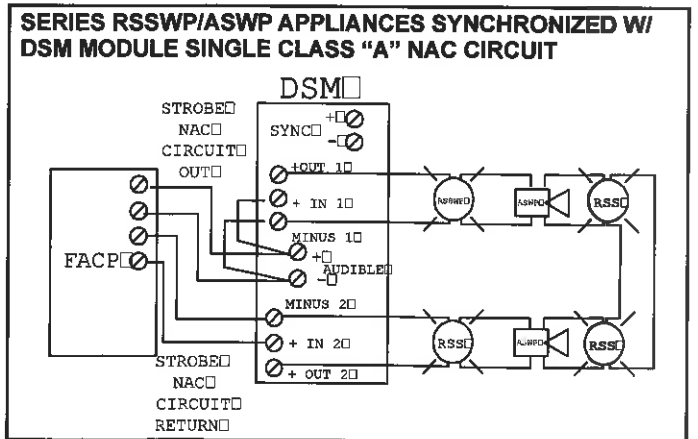 SERIES RSSWP/ASWP APPLIANCES SYNCHRONIZED W/
DSM MODULE SINGLE CLASS “A” NAC CIRCUIT
DSM□
STROBE□
NAC□
CIRCUIT□
OUT□
SYNC□
+□
-□
+OUT 1□
+ IN 1□
MINUS 1□
+□
AUDIBLE□
-□
MINUS 2□
+ IN 2□
+ OUT 2□
FACP□
STROBE□
NAC□
CIRCUIT□
RETURN□
ASWP□
RSS□
RSS□
ASWP□
RSS□